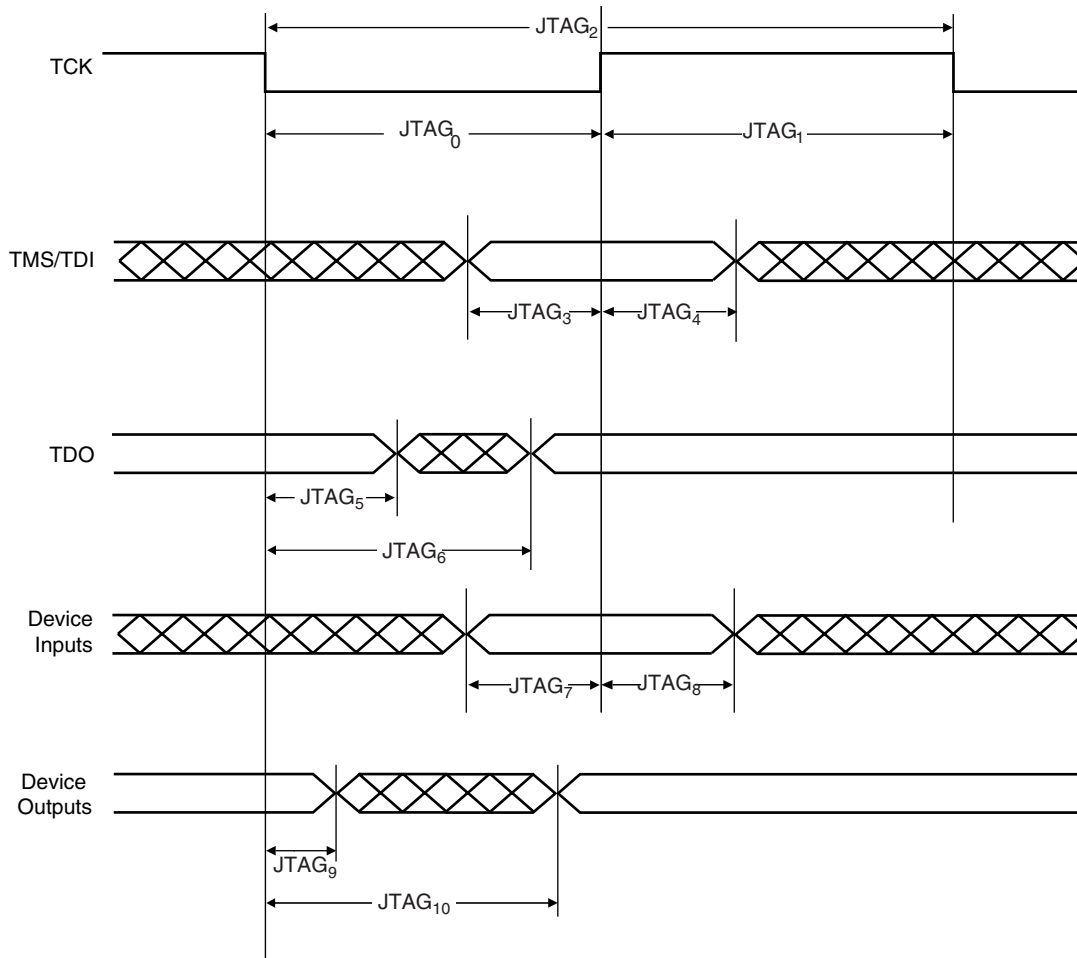 JTAG₂
TCK
JTAG₀
JTAG₁
TMS/TDI
JTAG₃
JTAG₄
TDO
JTAG₅
JTAG₆
Device
Inputs
JTAG₇
JTAG₈
Device
Outputs
JTAG₉
JTAG₁₀